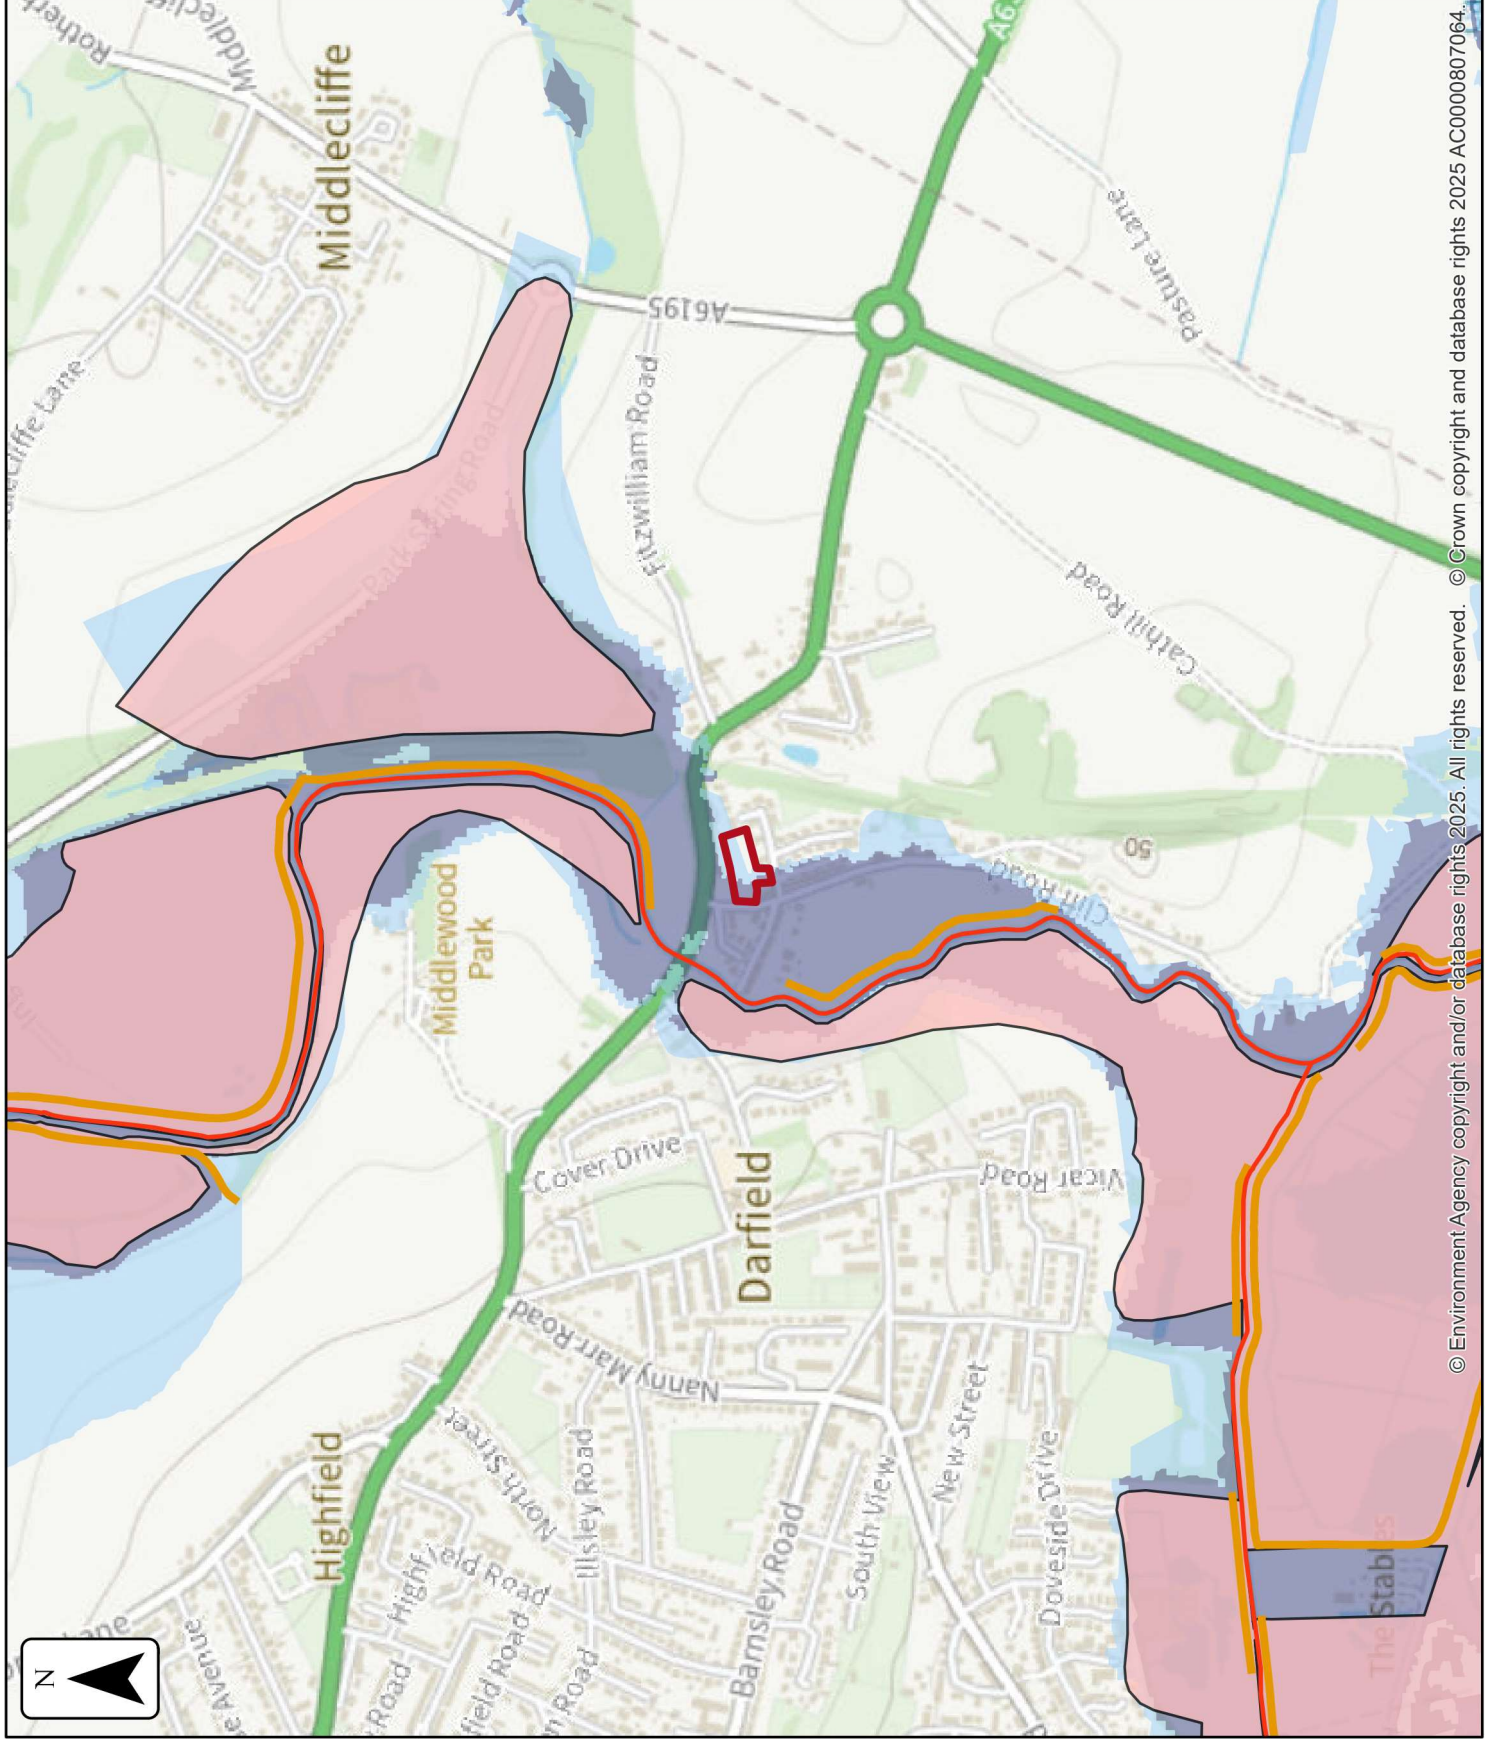 N
Middlecliffe
A6195
Fitzwilliam Road
Park Spring Road
Pasture Lane
Cathill Road
Middlewood
Park
50
Cliff Road
Cover Drive
Darfield
Vicar Road
Nanny Marr Road
Highfield
North Street
Illsley Road
Highfield Road
Barnsley Road
South View
New Street
Doveside Drive
The Stables
© Environment Agency copyright and/or database rights 2025. All rights reserved. © Crown copyright and database rights 2025 AC0000807064.